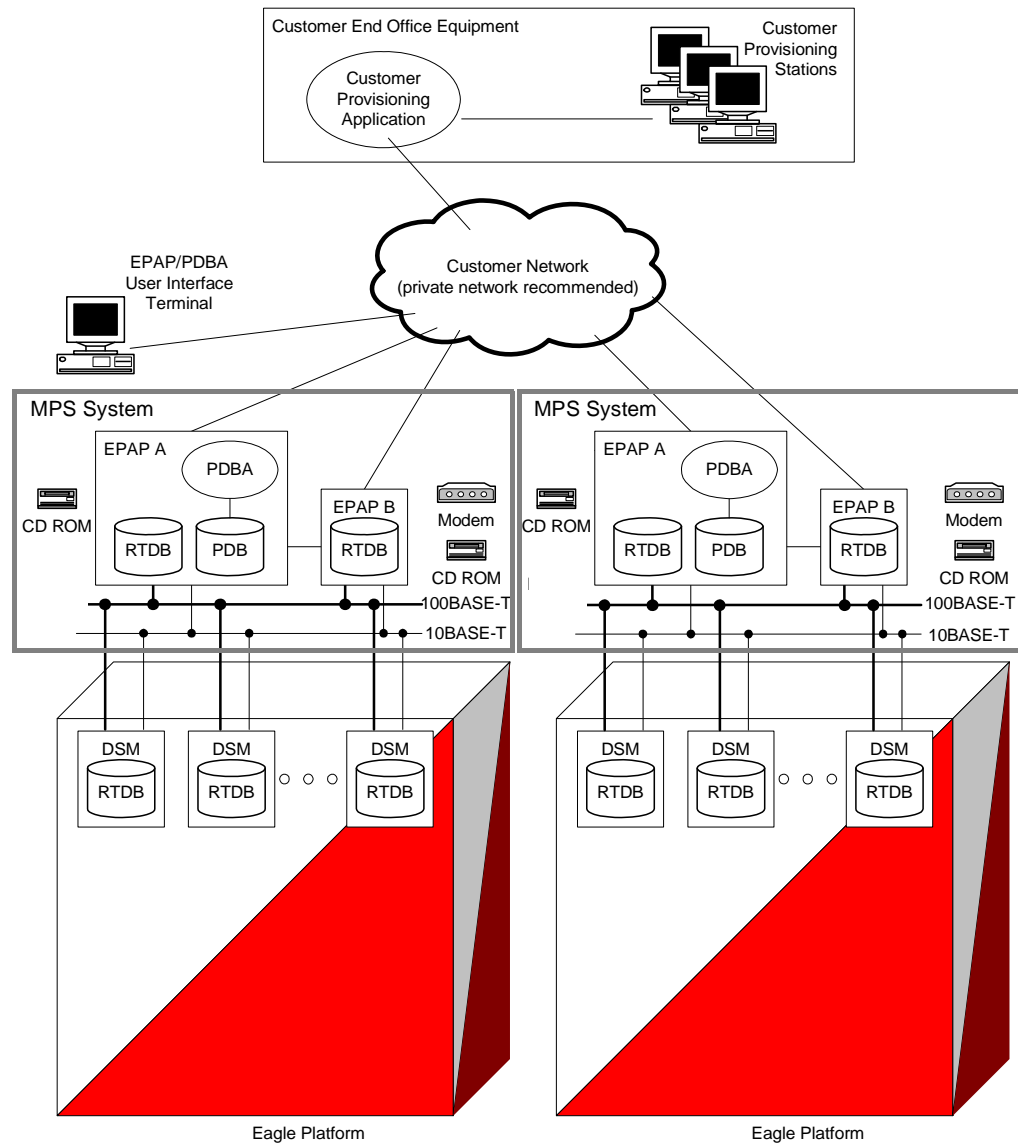 Customer End Office Equipment
Customer
Provisioning
Stations
Customer
Provisioning
Application
Customer Network
(private network recommended)
EPAP/PDBA
User Interface
Terminal
MPS System
EPAP A
PDBA
CD ROM
RTDB
PDB
EPAP B
RTDB
Modem
CD ROM
100BASE-T
10BASE-T
MPS System
EPAP A
PDBA
CD ROM
RTDB
PDB
EPAP B
RTDB
Modem
CD ROM
100BASE-T
10BASE-T
DSM
RTDB
DSM
RTDB
DSM
RTDB
DSM
RTDB
DSM
RTDB
DSM
RTDB
Eagle Platform
Eagle Platform